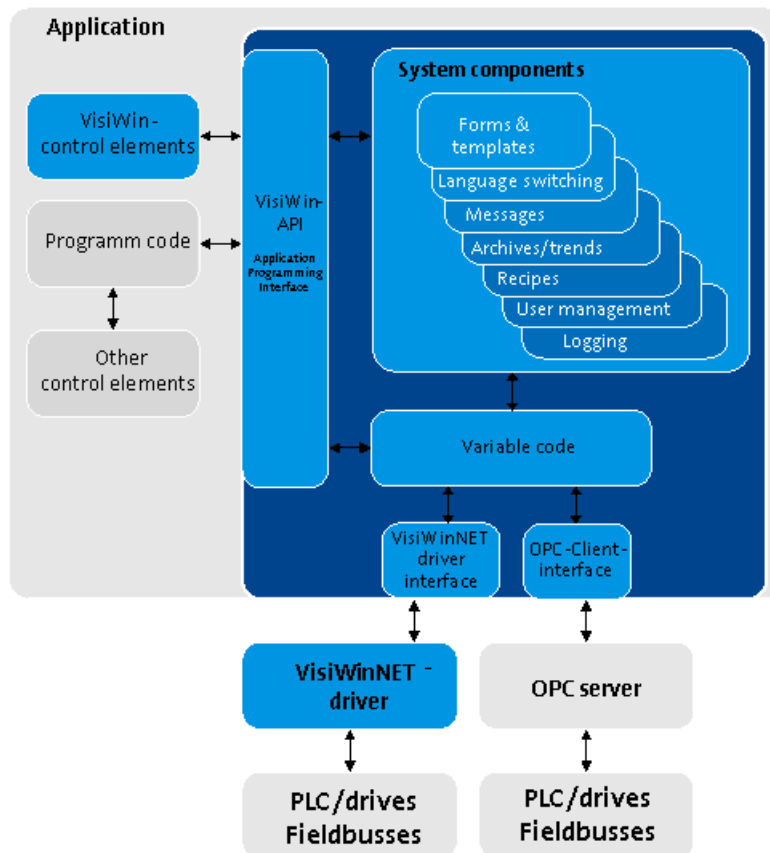 Application
System components
VisiWin-
control elements
Forms &
templates
Language switching
VisiWin-
API
Application
Programming
Interface
Messages
Programm code
Archives/trends
Recipes
User management
Logging
Other
control elements
Variable code
VisiWinNET
driver
interface
OPC-Client-
interface
VisiWinNET -
driver
OPC server
PLC/drives
Fieldbusses
PLC/drives
Fieldbusses